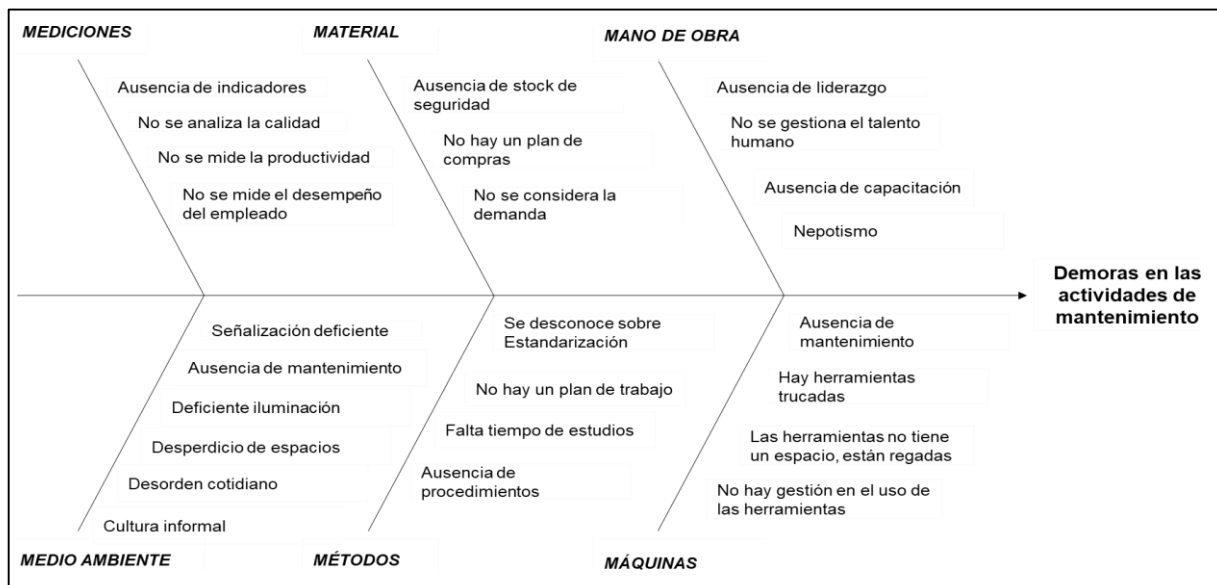 MEDICIONES
MATERIAL
MANO DE OBRA
Ausencia de indicadores
No se analiza la calidad
No se mide la productividad
No se mide el desempeño
del empleado
Ausencia de stock de
seguridad
No hay un plan de
compras
No se considera la
demanda
Ausencia de liderazgo
No se gestiona el talento
humano
Ausencia de capacitación
Nepotismo
Demoras en las
actividades de
mantenimiento
Señalización deficiente
Ausencia de mantenimiento
Deficiente iluminación
Desperdicio de espacios
Desorden cotidiano
Cultura informal
Se desconoce sobre
Estandarización
No hay un plan de trabajo
Falta tiempo de estudios
Ausencia de
procedimientos
Ausencia de
mantenimiento
Hay herramientas
trucadas
Las herramientas no tiene
un espacio, están regadas
No hay gestión en el uso de
las herramientas
MEDIO AMBIENTE
MÉTODOS
MÁQUINAS